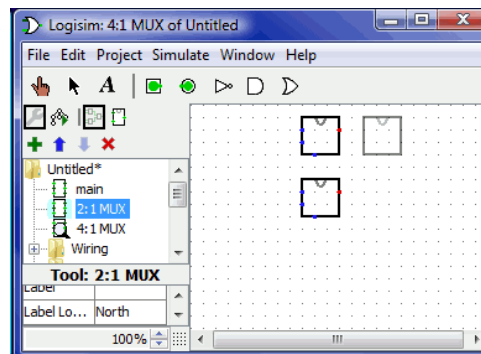 Logisim: 4:1 MUX of Untitled
File Edit Project Simulate Window Help
A
Untitled*
main
2:1 MUX
4:1 MUX
Wiring
Tool: 2:1 MUX
Label
Label Lo... North
100%